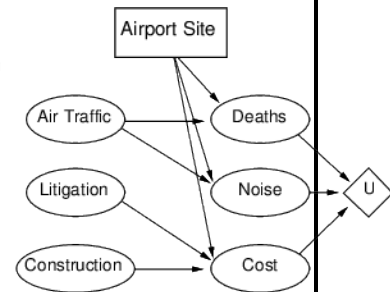 Airport Site
Air Traffic
Deaths
Litigation
Noise
U
Construction
Cost